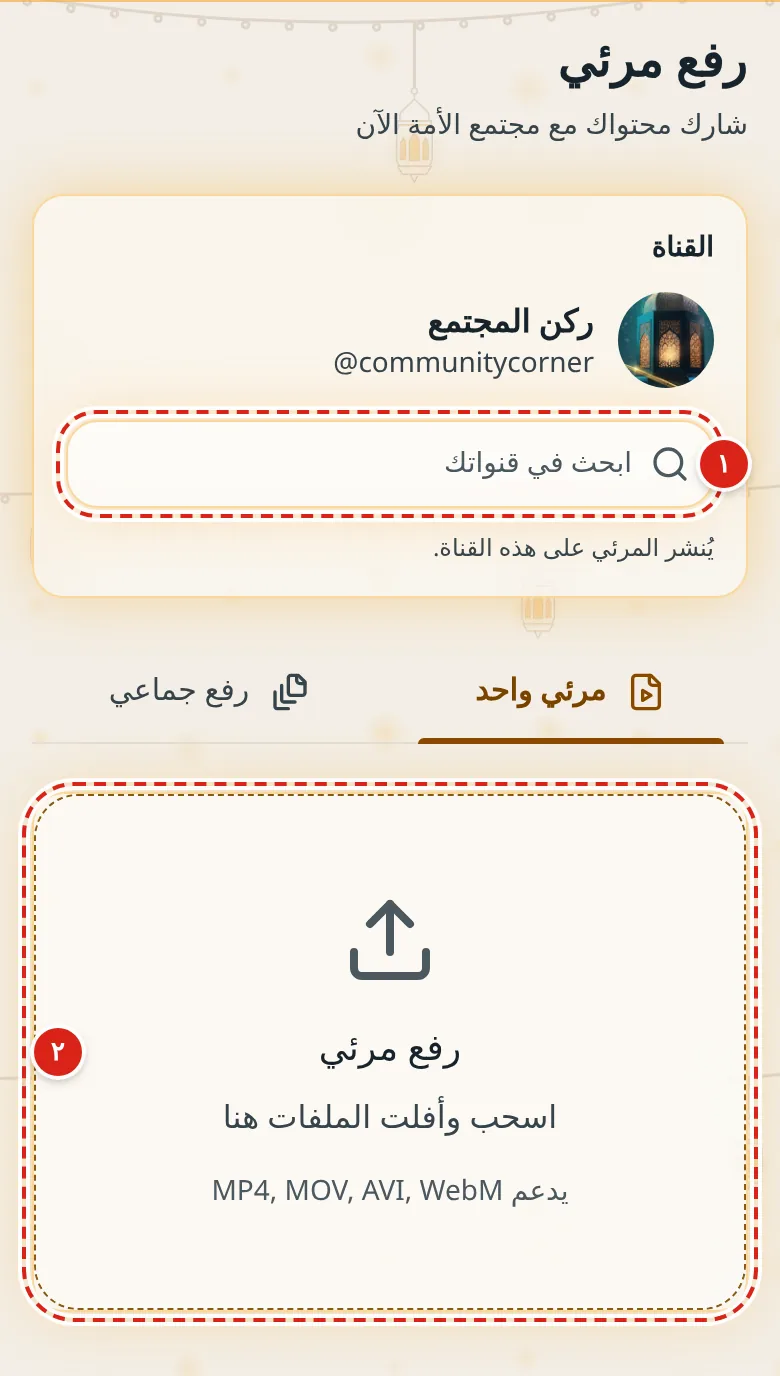 رفع مرئي
شارك محتواك مع مجتمع الأمة الآن
القناة
ركن المجتمع
@communitycorner
ابحث في قنواتك
١
يُنشر المرئي على هذه القناة.
مرئي واحد
رفع جماعي
رفع مرئي
٢
اسحب وأفلت الملفات هنا
يدعم MP4, MOV, AVI, WebM